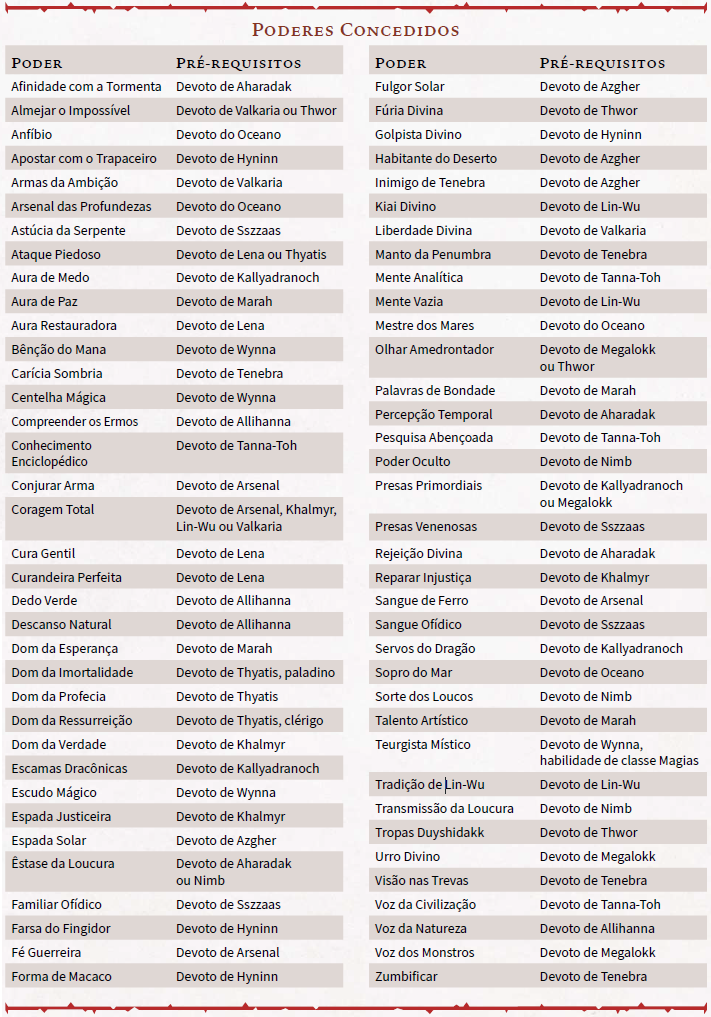 Poderes Concedidos
Poder Pré-requisitos
Afinidade com a Tormenta Devoto de Aharadak
Almejar o Impossível Devoto de Valkaria ou Thwor
Anfíbio Devoto do Oceano
Apostar com o Trapaceiro Devoto de Hyninn
Armas da Ambição Devoto de Valkaria
Arsenal das Profundezas Devoto do Oceano
Astúcia da Serpente Devoto de Sszzaas
Ataque Piedoso Devoto de Lena ou Thyatis
Aura de Medo Devoto de Kallyadranoch
Aura de Paz Devoto de Marah
Aura Restauradora Devoto de Lena
Bênção do Mana Devoto de Wynna
Carícia Sombria Devoto de Tenebra
Centelha Mágica Devoto de Wynna
Compreender os Ermos Devoto de Allihanna
Conhecimento Devoto de Tanna-Toh
Enciclopédico
Conjurar Arma Devoto de Arsenal
Coragem Total Devoto de Arsenal, Khalmyr,
Lin-Wu ou Valkaria
Cura Gentil Devoto de Lena
Curandeira Perfeita Devoto de Lena
Dedo Verde Devoto de Allihanna
Descanso Natural Devoto de Allihanna
Dom da Esperança Devoto de Marah
Dom da Imortalidade Devoto de Thyatis, paladino
Dom da Profecia Devoto de Thyatis
Dom da Ressurreição Devoto de Thyatis, clérigo
Dom da Verdade Devoto de Khalmyr
Escamas Dracônicas Devoto de Kallyadranoch
Escudo Mágico Devoto de Wynna
Espada Justiceira Devoto de Khalmyr
Espada Solar Devoto de Azgher
Êstase da Loucura Devoto de Aharadak
ou Nimb
Familiar Ofídico Devoto de Sszzaas
Farsa do Fingidor Devoto de Hyninn
Fé Guerreira Devoto de Arsenal
Forma de Macaco Devoto de Hyninn
Poder Pré-requisitos
Fulgor Solar Devoto de Azgher
Fúria Divina Devoto de Thwor
Golpista Divino Devoto de Hyninn
Habitante do Deserto Devoto de Azgher
Inimigo de Tenebra Devoto de Azgher
Kiai Divino Devoto de Lin-Wu
Liberdade Divina Devoto de Valkaria
Manto da Penumbra Devoto de Tenebra
Mente Analítica Devoto de Tanna-Toh
Mente Vazia Devoto de Lin-Wu
Mestre dos Mares Devoto do Oceano
Olhar Amedrontador Devoto de Megalokk
ou Thwor
Palavras de Bondade Devoto de Marah
Percepção Temporal Devoto de Aharadak
Pesquisa Abençoada Devoto de Tanna-Toh
Poder Oculto Devoto de Nimb
Presas Primordiais Devoto de Kallyadranoch
ou Megalokk
Presas Venenosas Devoto de Sszzaas
Rejeição Divina Devoto de Aharadak
Reparar Injustiça Devoto de Khalmyr
Sangue de Ferro Devoto de Arsenal
Sangue Ofídico Devoto de Sszzaas
Servos do Dragão Devoto de Kallyadranoch
Sopro do Mar Devoto de Oceano
Sorte dos Loucos Devoto de Nimb
Talento Artístico Devoto de Marah
Teurgista Místico Devoto de Wynna,
habilidade de classe Magias
Tradição de Lin-Wu Devoto de Lin-Wu
Transmissão da Loucura Devoto de Nimb
Tropas Duyshidakk Devoto de Thwor
Urro Divino Devoto de Megalokk
Visão nas Trevas Devoto de Tenebra
Voz da Civilização Devoto de Tanna-Toh
Voz da Natureza Devoto de Allihanna
Voz dos Monstros Devoto de Megalokk
Zumbificar Devoto de Tenebra